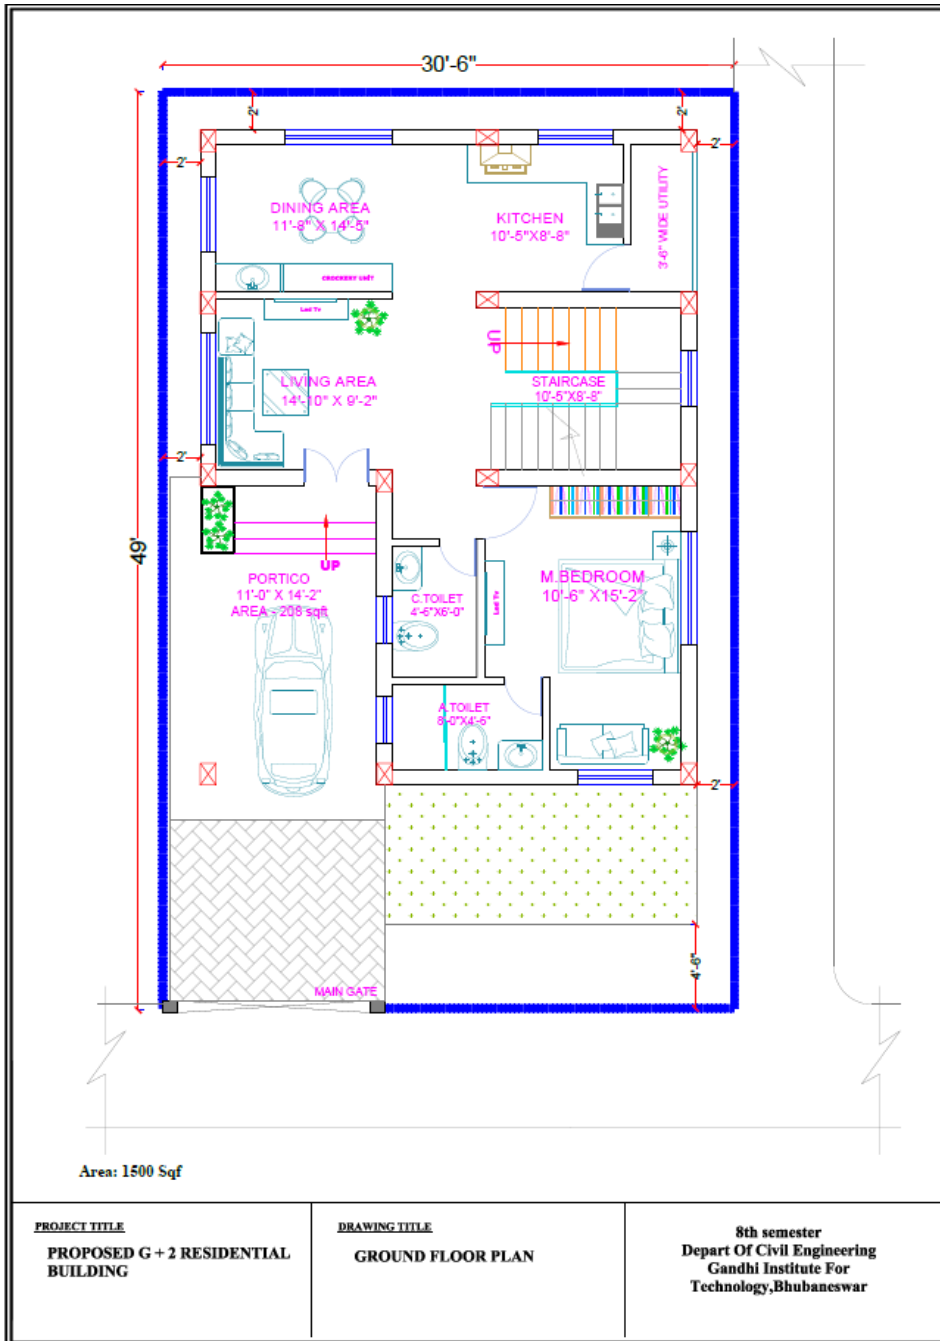 30'-6"
2'
2'
2'
2'
DINING AREA
11'-8" X 14'-5"
KITCHEN
10'-5"X8'-8"
3'-6" WIDE UTILITY
CROCKERY UNIT
Led Tv
UP
LIVING AREA
14'-10" X 9'-2"
STAIRCASE
10'-5"X8'-8"
2'
49'
UP
PORTICO
11'-0" X 14'-2"
AREA - 208 sqft
C.TOILET
4'-6"X6'-0"
Led Tv
M.BEDROOM
10'-6" X15'-2"
A.TOILET
8'-0"X4'-6"
2'
4'-6"
MAIN GATE
Area: 1500 Sqf
PROJECT TITLE
PROPOSED G + 2 RESIDENTIAL
BUILDING
DRAWING TITLE
GROUND FLOOR PLAN
8th semester
Depart Of Civil Engineering
Gandhi Institute For
Technology,Bhubaneswar